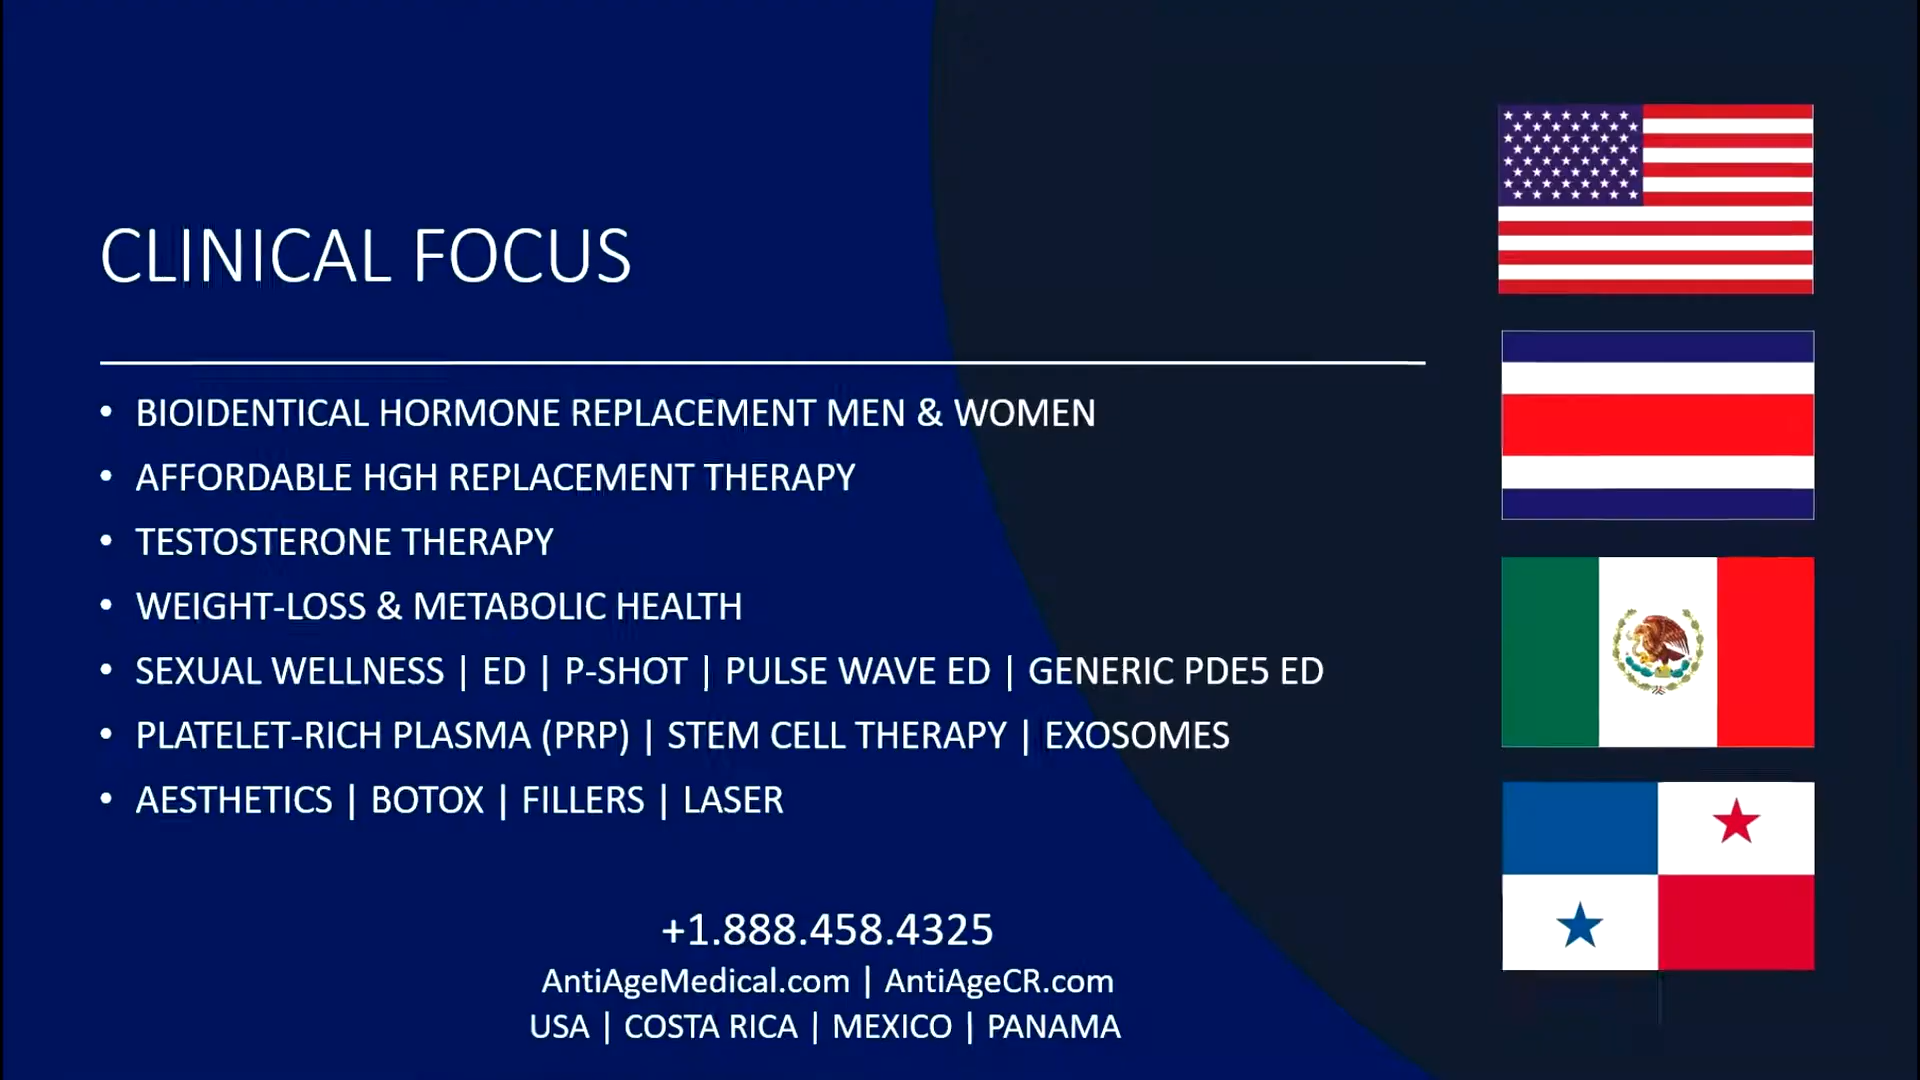 CLINICAL FOCUS
• BIOIDENTICAL HORMONE REPLACEMENT MEN & WOMEN
• AFFORDABLE HGH REPLACEMENT THERAPY
• TESTOSTERONE THERAPY
• WEIGHT-LOSS & METABOLIC HEALTH
• SEXUAL WELLNESS | ED | P-SHOT | PULSE WAVE ED | GENERIC PDE5 ED
• PLATELET-RICH PLASMA (PRP) | STEM CELL THERAPY | EXOSOMES
• AESTHETICS | BOTOX | FILLERS | LASER
+1.888.458.4325
AntiAgeMedical.com | AntiAgeCR.com
USA | COSTA RICA | MEXICO | PANAMA